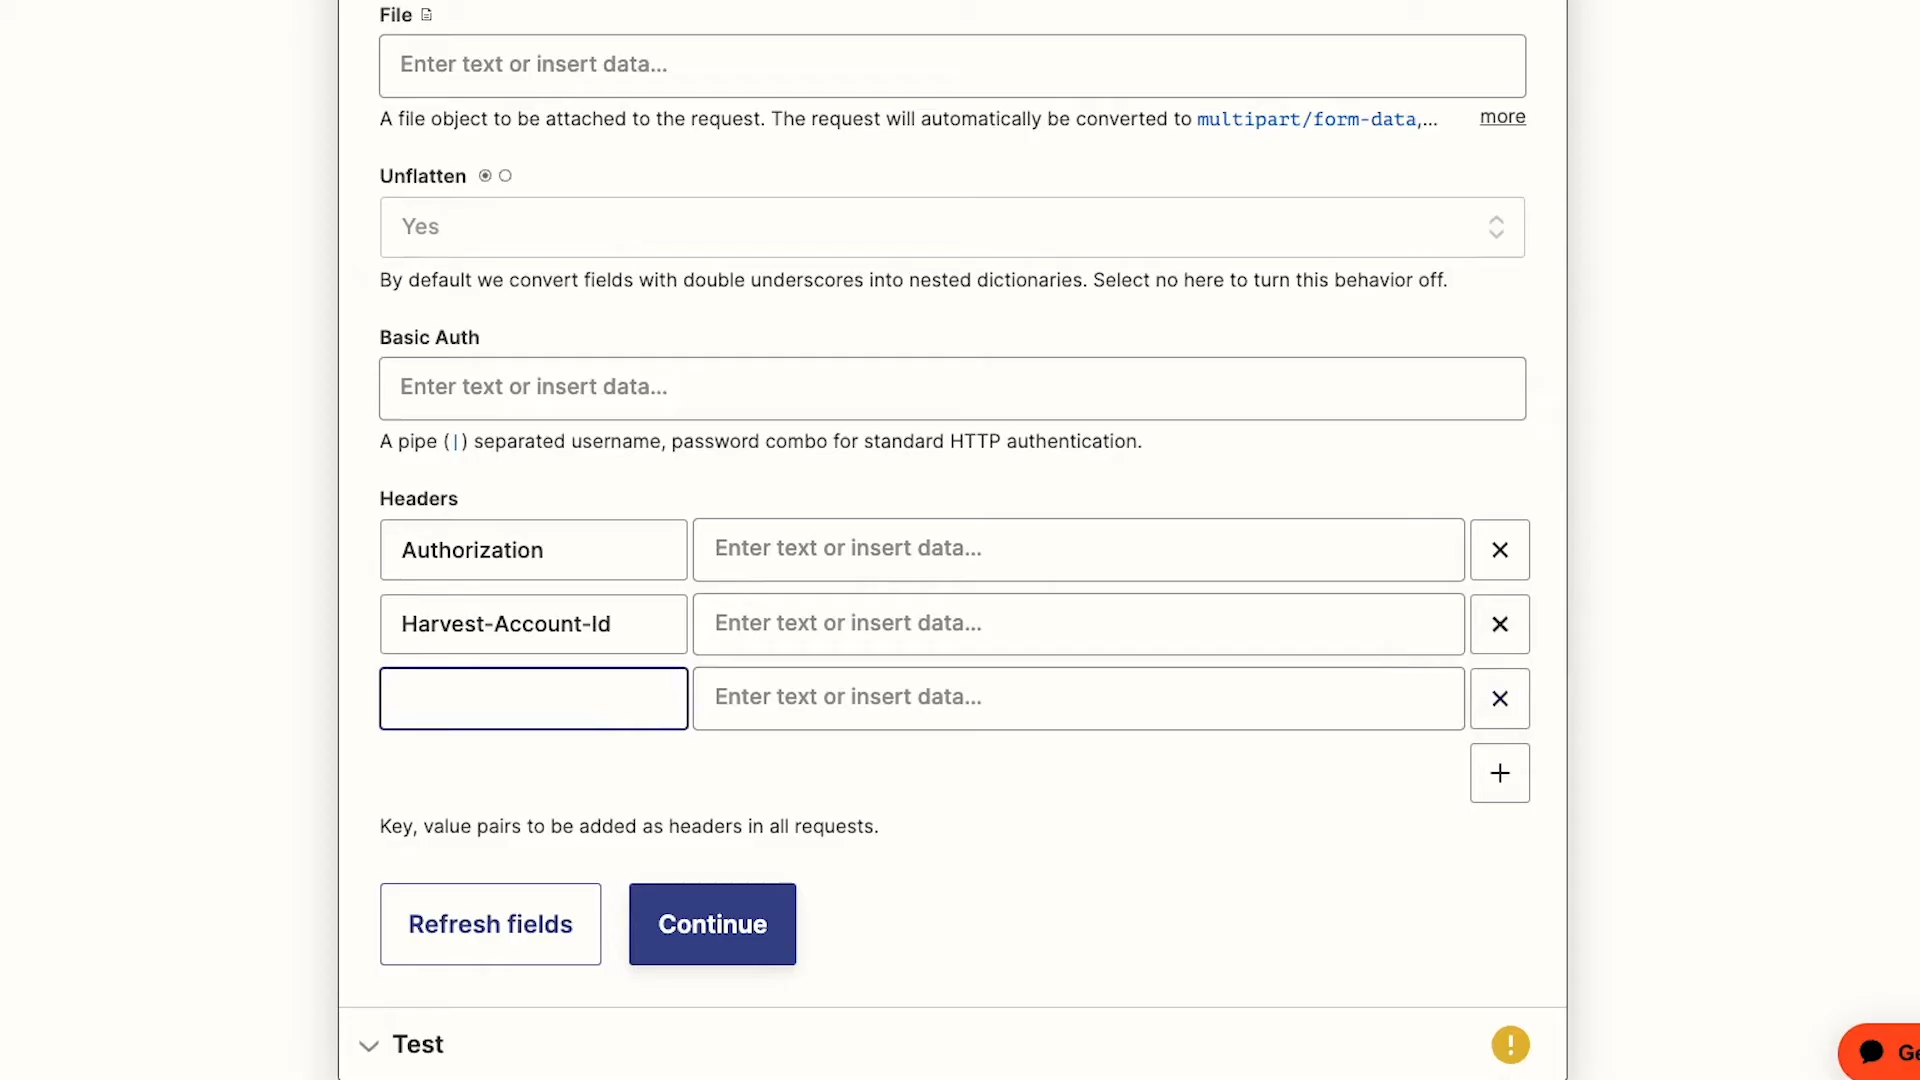 File
Enter text or insert data...
A file object to be attached to the request. The request will automatically be converted to multipart/form-data,... more
Unflatten
Yes
By default we convert fields with double underscores into nested dictionaries. Select no here to turn this behavior off.
Basic Auth
Enter text or insert data...
A pipe (|) separated username, password combo for standard HTTP authentication.
Headers
Authorization Enter text or insert data...
Harvest-Account-Id Enter text or insert data...
Enter text or insert data...
Key, value pairs to be added as headers in all requests.
Refresh fields Continue
Test